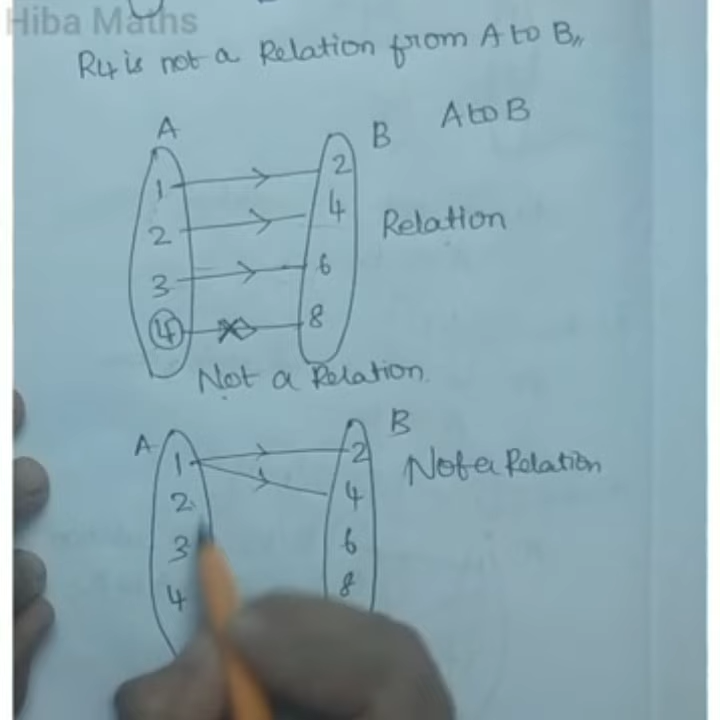 Hiba Maths
R4 is not a Relation from A to B,,
A
B
A to B
1
2
2
4
Relation
3
6
4
8
Not a Relation.
A
B
1
2
Not a Relation
2
4
3
6
4
8